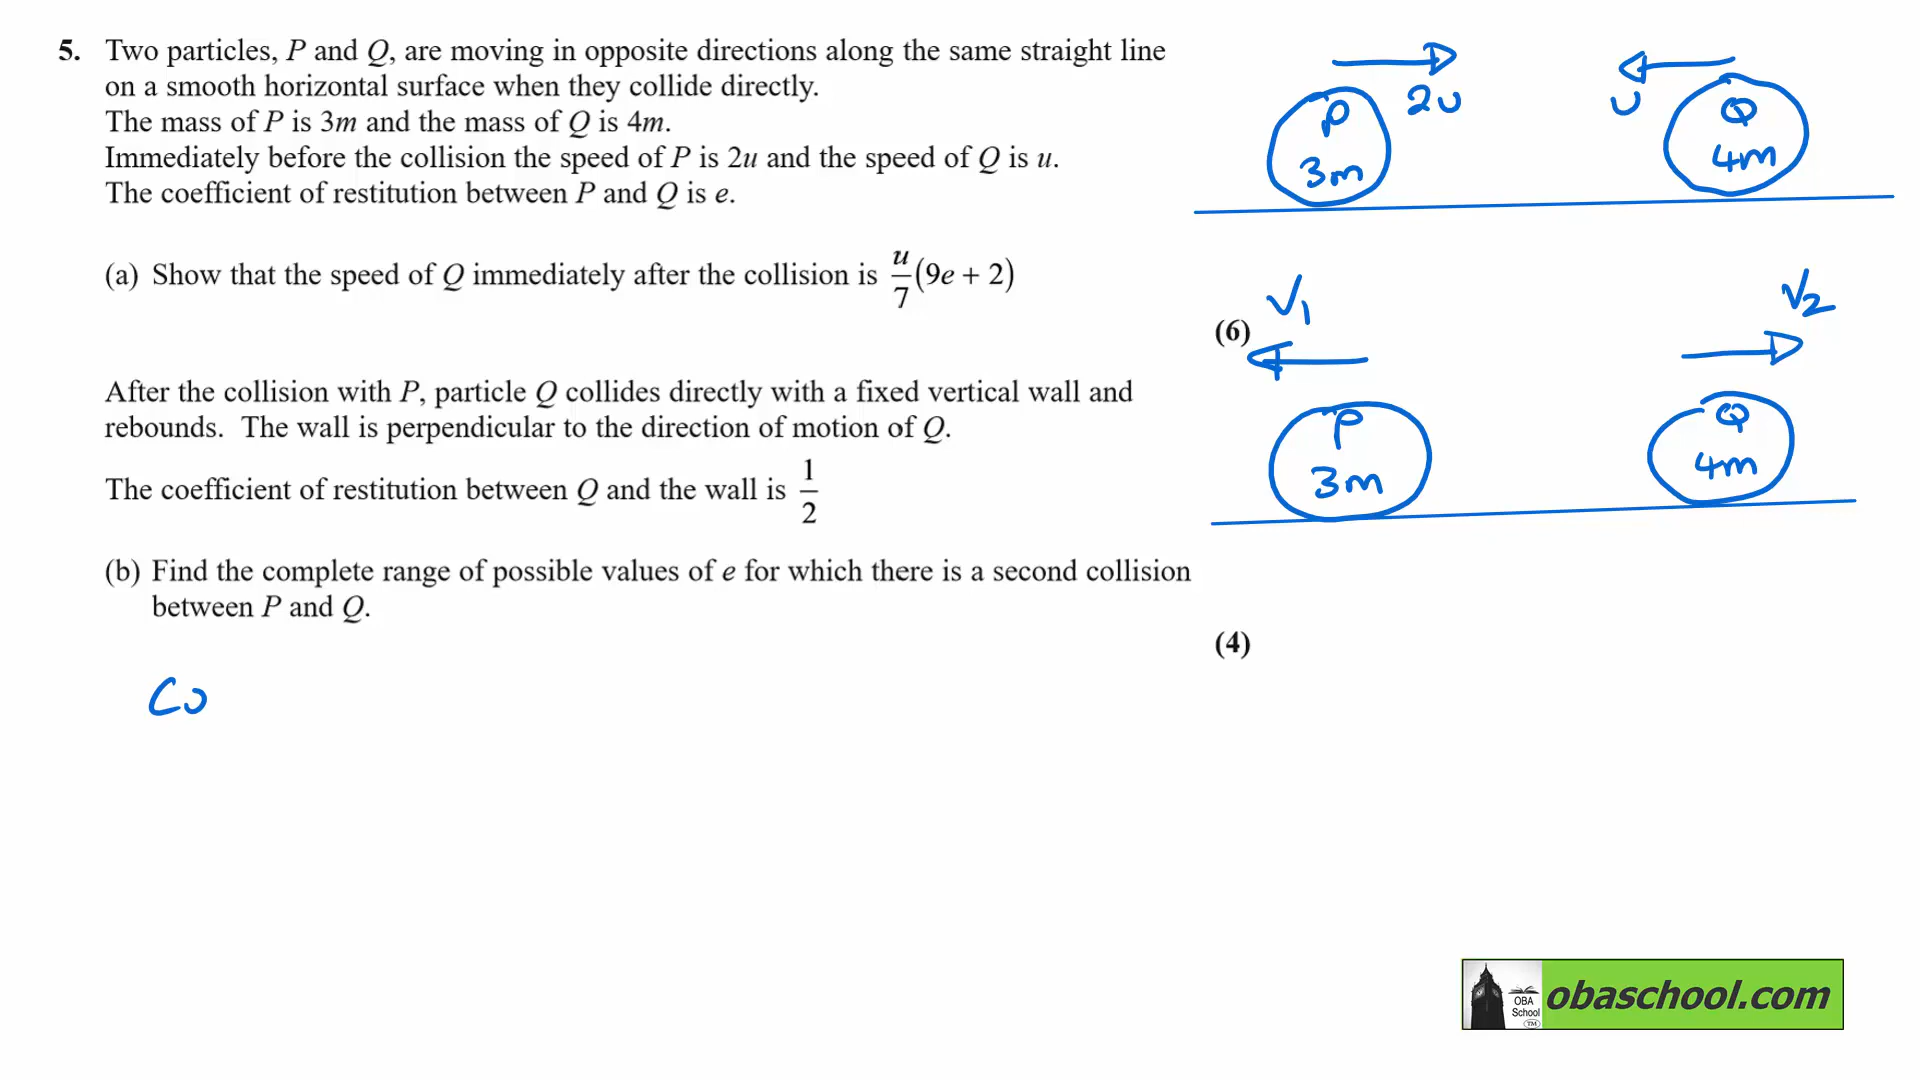 5. Two particles, P and Q, are moving in opposite directions along the same straight line
on a smooth horizontal surface when they collide directly.
The mass of P is 3m and the mass of Q is 4m.
Immediately before the collision the speed of P is 2u and the speed of Q is u.
The coefficient of restitution between P and Q is e.
(a) Show that the speed of Q immediately after the collision is u/7(9e + 2)
(6)
After the collision with P, particle Q collides directly with a fixed vertical wall and
rebounds. The wall is perpendicular to the direction of motion of Q.
The coefficient of restitution between Q and the wall is 1/2
(b) Find the complete range of possible values of e for which there is a second collision
between P and Q.
(4)
Co
P
3m
2u
u
Q
4m
V1
V2
P
3m
Q
4m
OBA
School
TM
obaschool.com